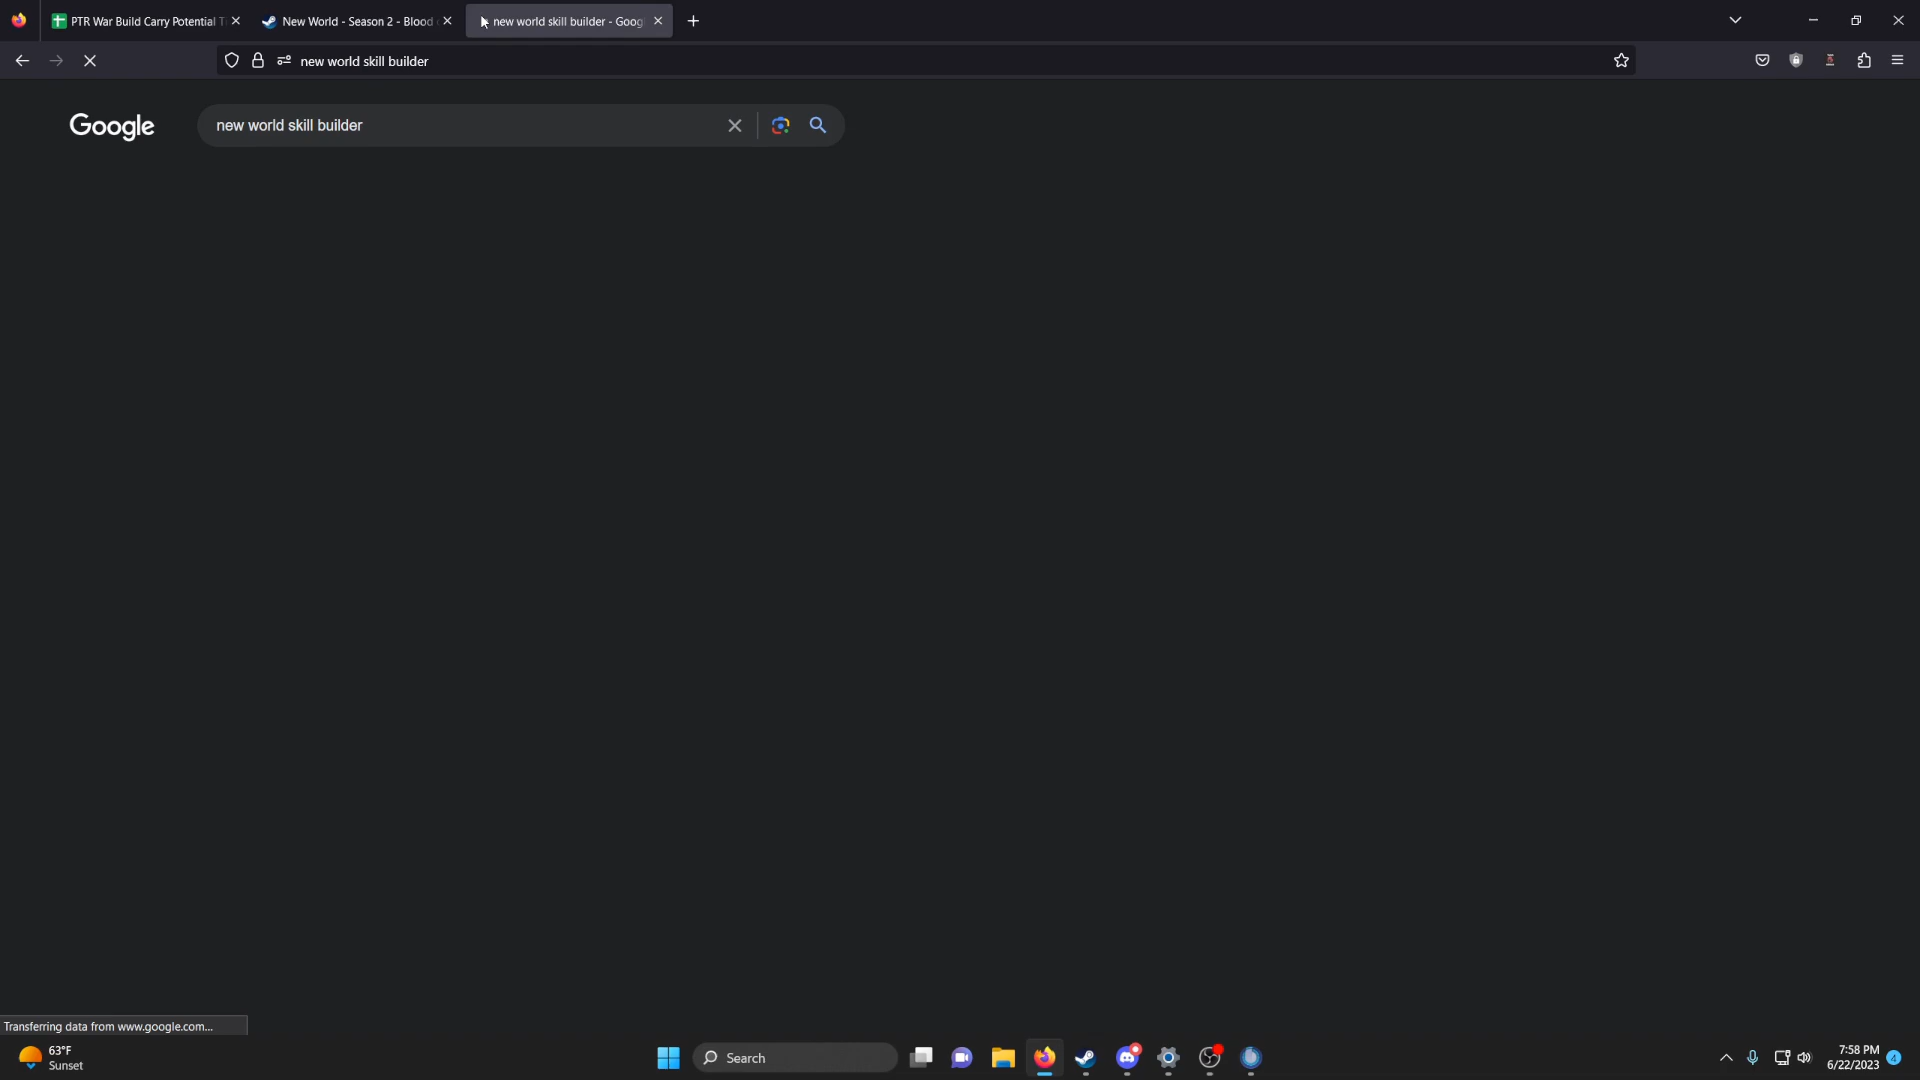 PTR War Build Carry Potential
New World - Season 2 - Blood
new world skill builder - Goog
new world skill builder
Google
new world skill builder
Transferring data from www.google.com...
63°F
Sunset
Search
7:58 PM
6/22/2023
4